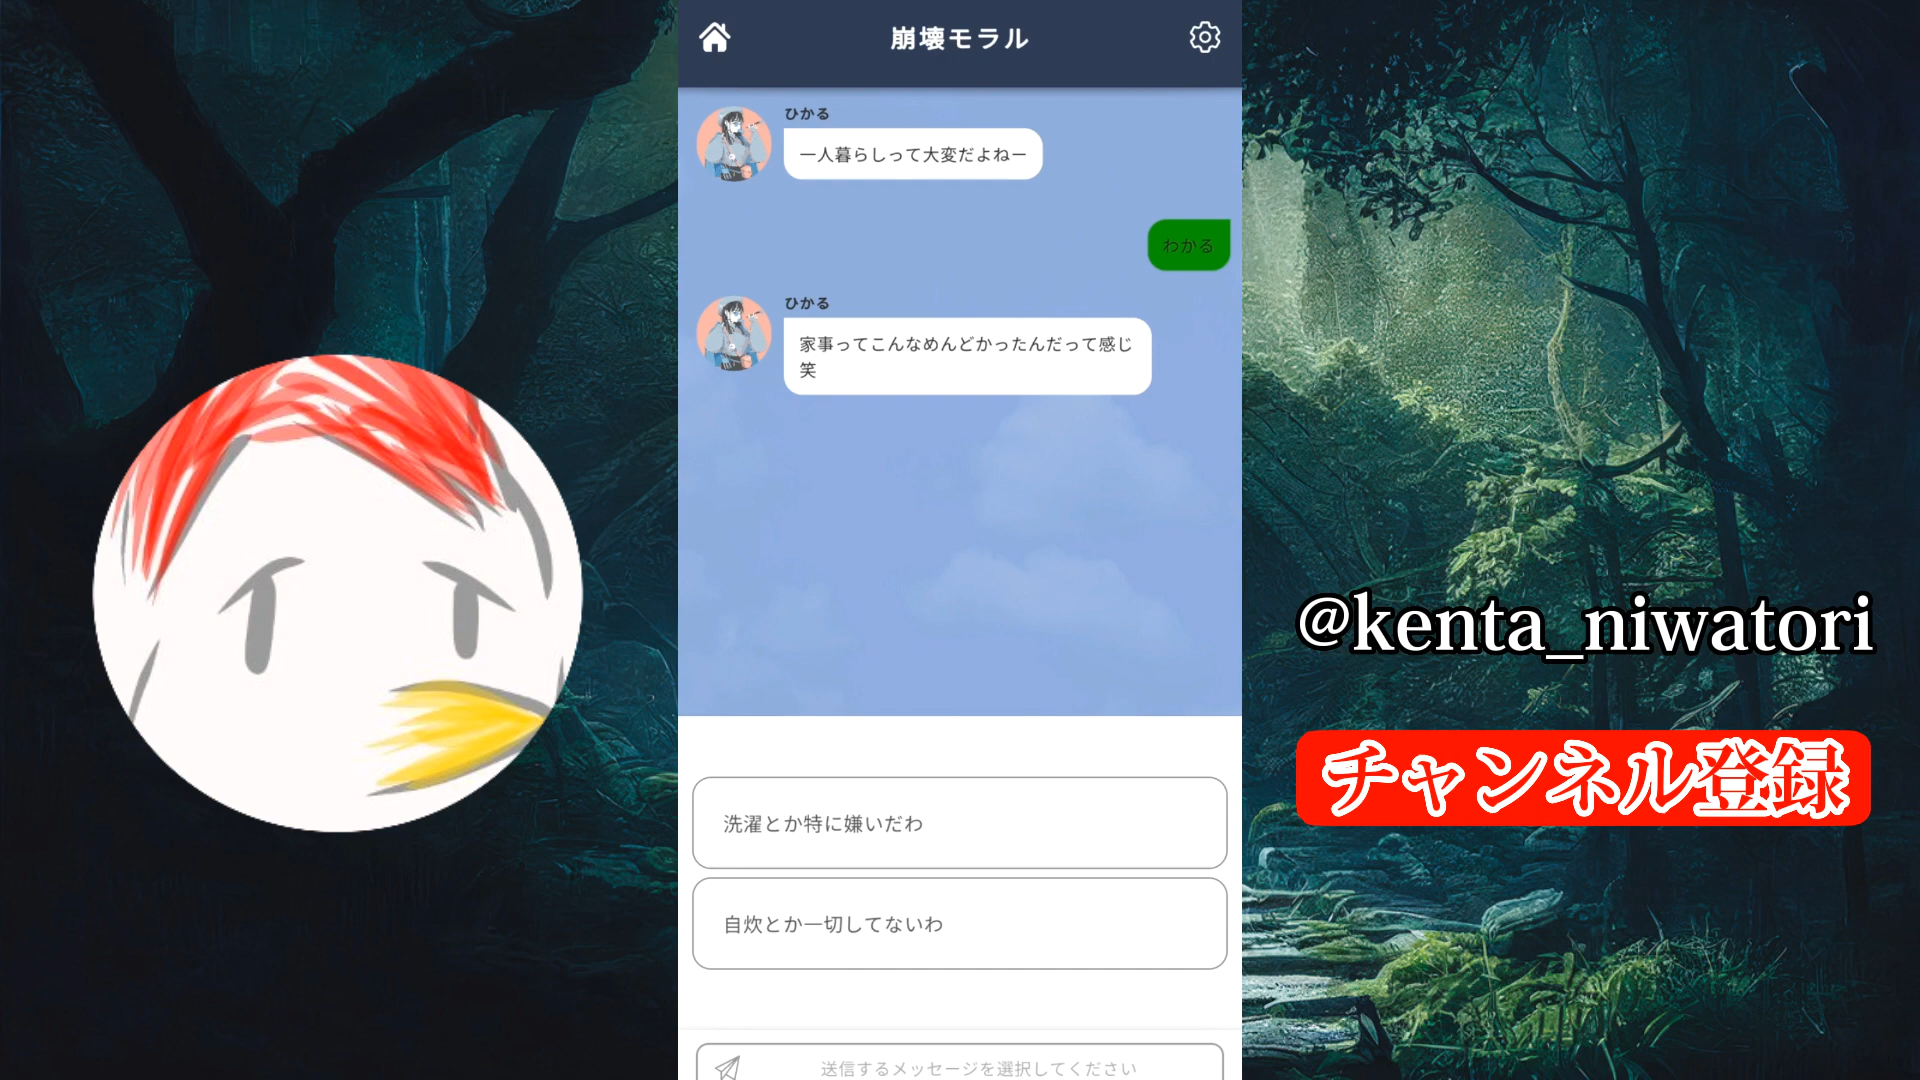 崩壊モラル
ひかる
一人暮らしって大変だよねー
わかる
ひかる
家事ってこんなめんどかったんだって感じ
笑
洗濯とか特に嫌いだわ
自炊とか一切してないわ
送信するメッセージを選択してください
@kenta_niwatori
チャンネル登録